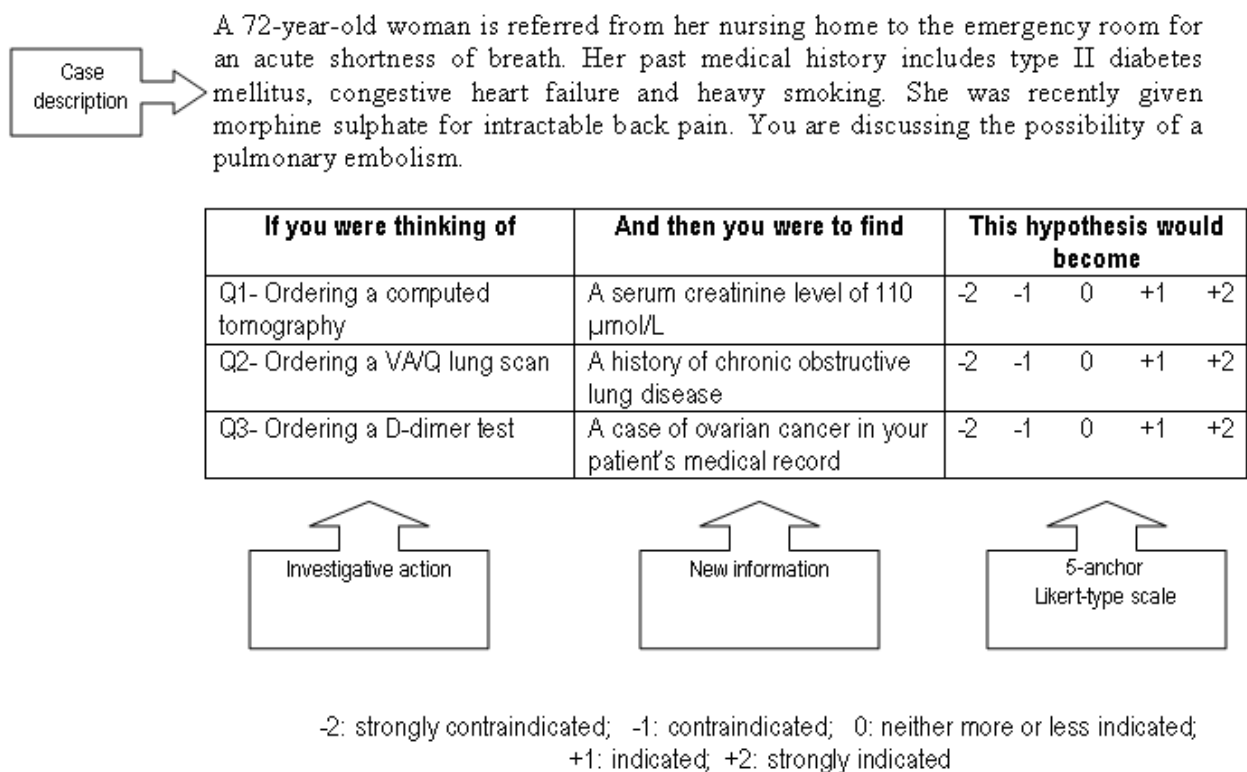 A 72-year-old woman is referred from her nursing home to the emergency room for
an acute shortness of breath. Her past medical history includes type II diabetes
mellitus, congestive heart failure and heavy smoking. She was recently given
morphine sulphate for intractable back pain. You are discussing the possibility of a
pulmonary embolism.
Case
description
If you were thinking of
And then you were to find
This hypothesis would
become
Q1- Ordering a computed
tomography
A serum creatinine level of 110
µmol/L
-2 -1 0 +1 +2
Q2- Ordering a VA/Q lung scan
A history of chronic obstructive
lung disease
-2 -1 0 +1 +2
Q3- Ordering a D-dimer test
A case of ovarian cancer in your
patient's medical record
-2 -1 0 +1 +2
Investigative action
New information
5-anchor
Likert-type scale
-2: strongly contraindicated; -1: contraindicated; 0: neither more or less indicated;
+1: indicated; +2: strongly indicated